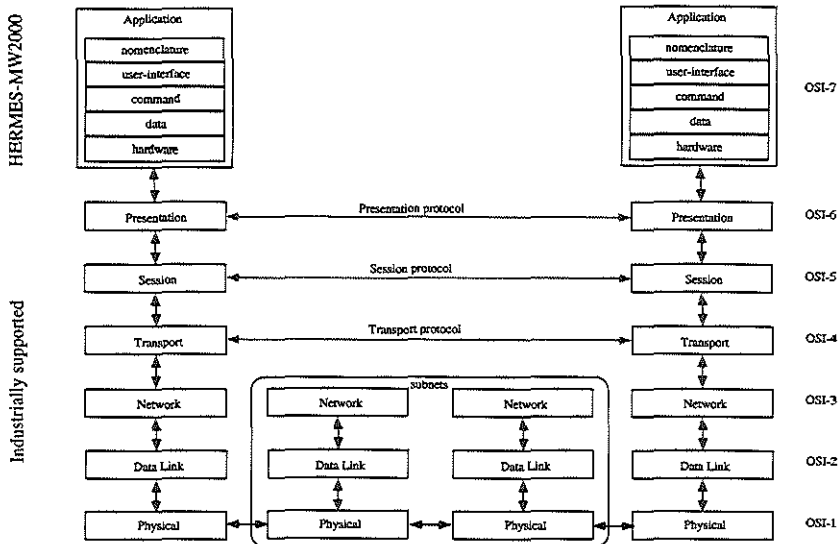 HERMES-MW2000
Industrially supported
Application
nomenclature
user-interface
command
data
hardware
Application
nomenclature
user-interface
command
data
hardware
OSI-7
Presentation
Presentation protocol
Presentation
OSI-6
Session
Session protocol
Session
OSI-5
Transport
Transport protocol
Transport
OSI-4
subnets
Network
Network
Network
Network
OSI-3
Data Link
Data Link
Data Link
Data Link
OSI-2
Physical
Physical
Physical
Physical
OSI-1